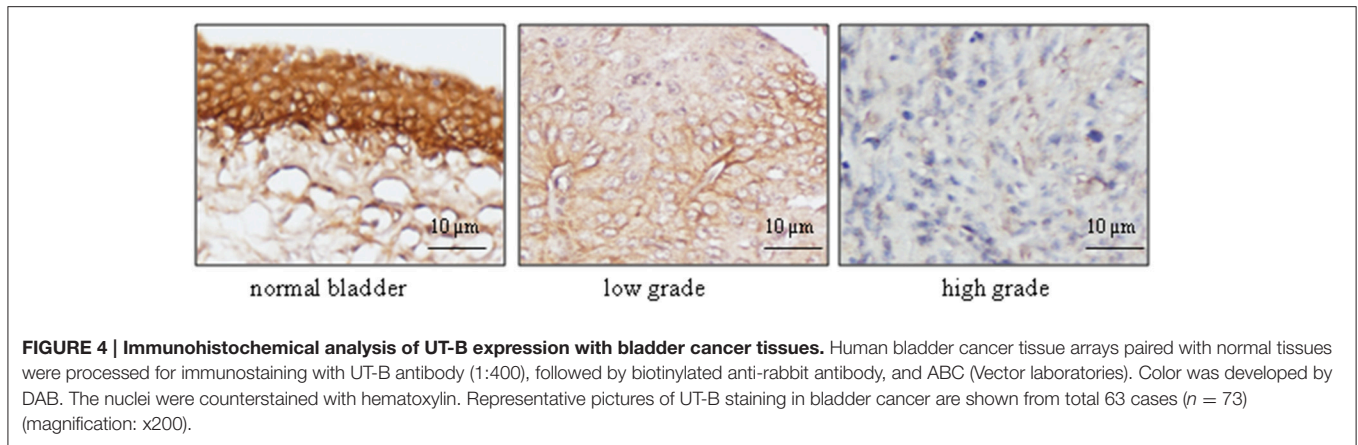 10 µm
10 µm
10 µm
normal bladder
low grade
high grade
FIGURE 4 | Immunohistochemical analysis of UT-B expression with bladder cancer tissues. Human bladder cancer tissue arrays paired with normal tissues
were processed for immunostaining with UT-B antibody (1:400), followed by biotinylated anti-rabbit antibody, and ABC (Vector laboratories). Color was developed by
DAB. The nuclei were counterstained with hematoxylin. Representative pictures of UT-B staining in bladder cancer are shown from total 63 cases (n = 73)
(magnification: x200).